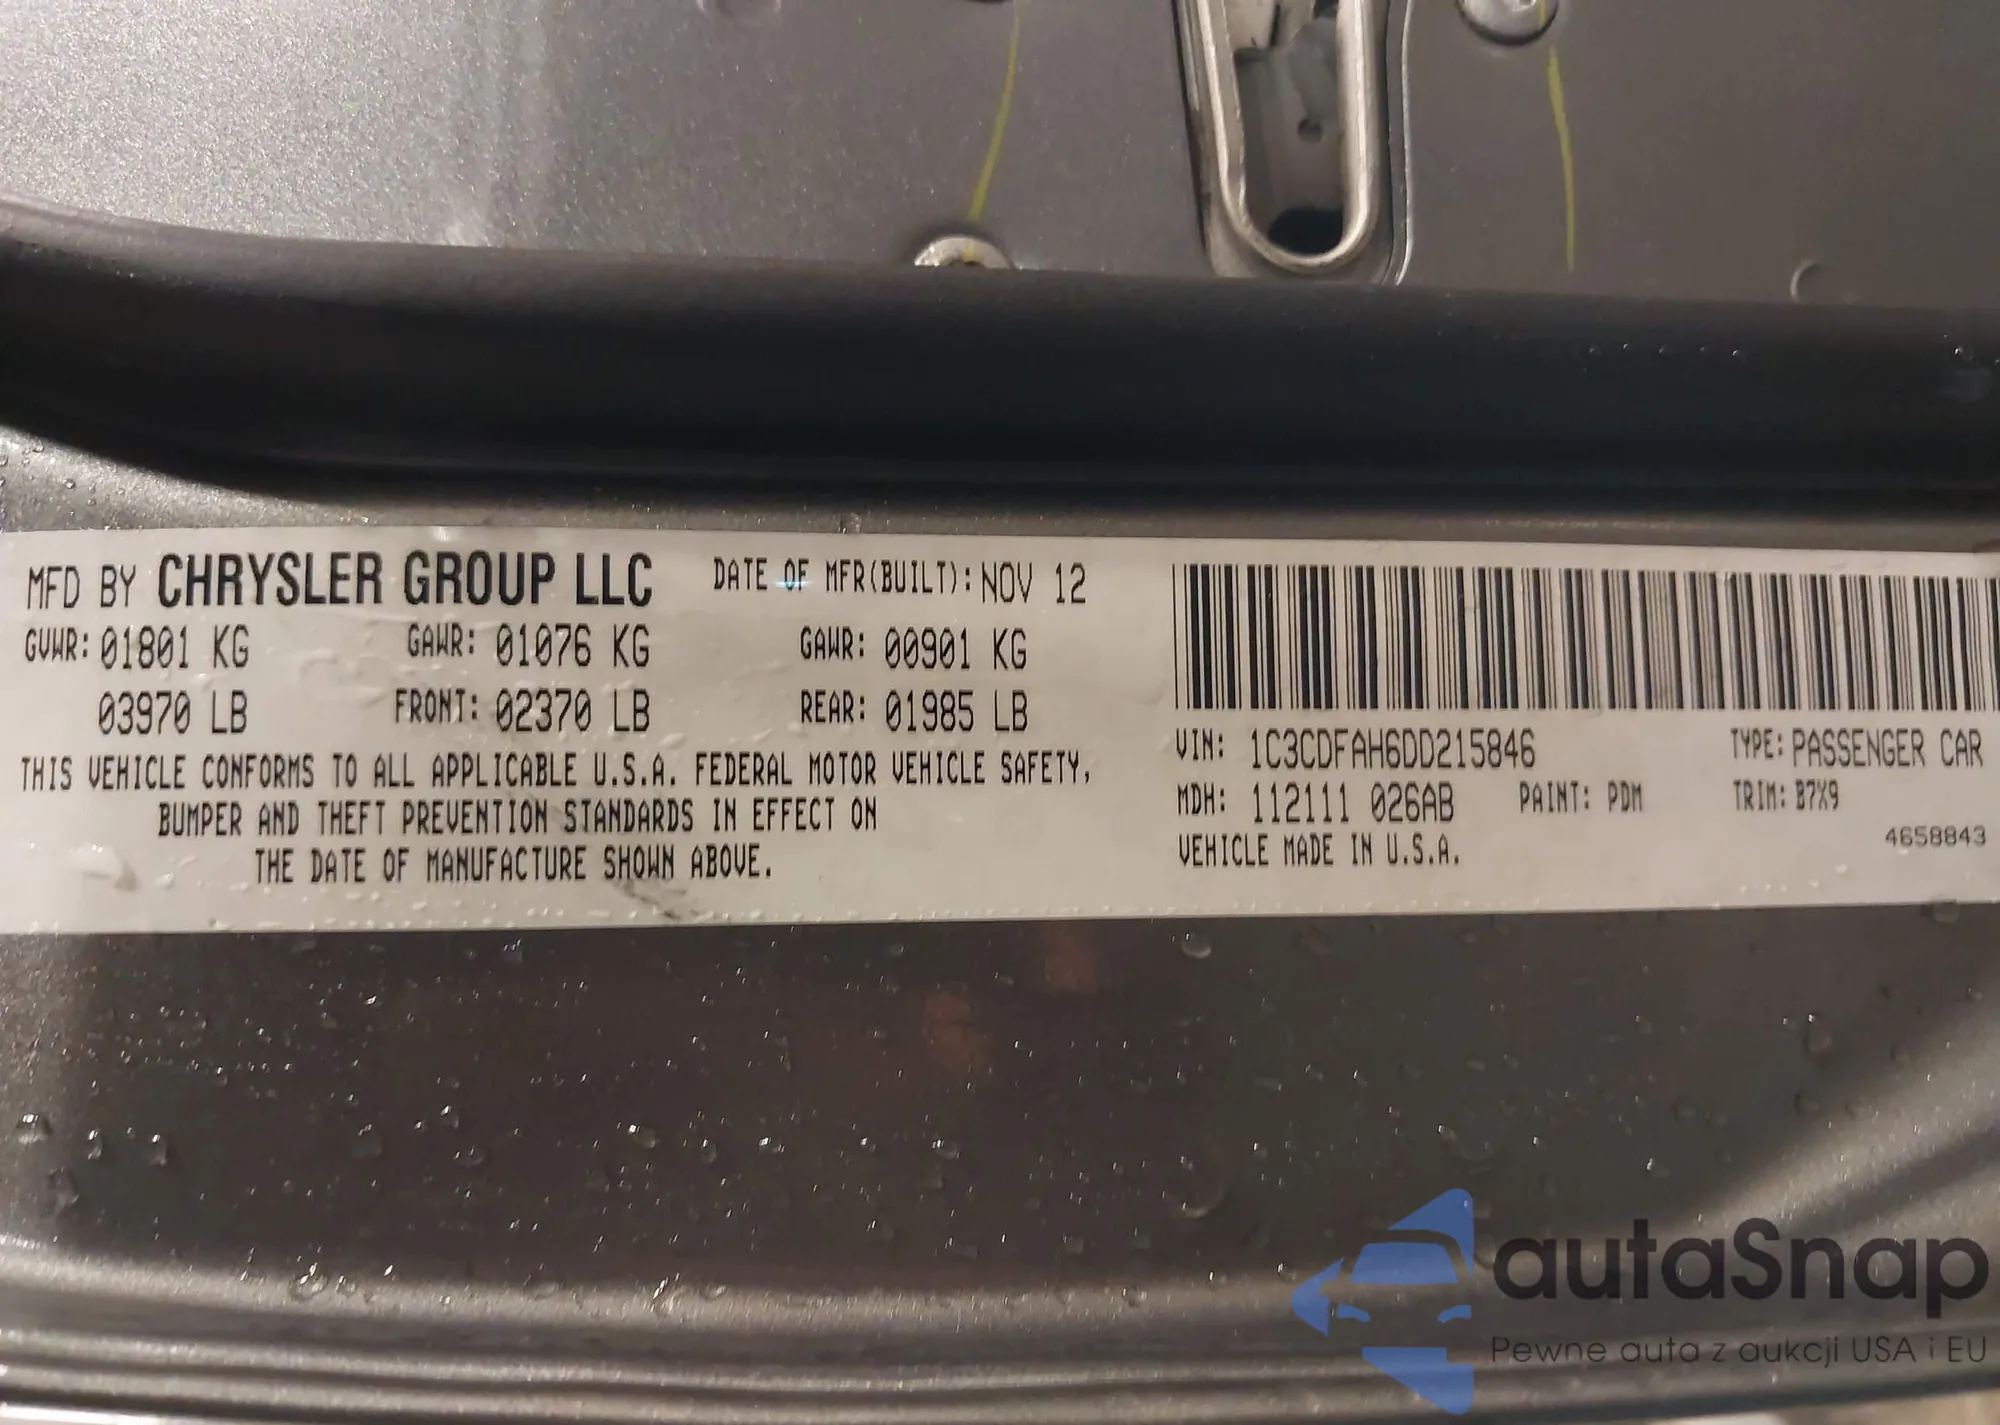 MFD BY CHRYSLER GROUP LLC DATE OF MFR(BUILT): NOV 12
GVWR: 01801 KG GAWR: 01076 KG GAWR: 00901 KG
03970 LB FRONT: 02370 LB REAR: 01985 LB
THIS VEHICLE CONFORMS TO ALL APPLICABLE U.S.A. FEDERAL MOTOR VEHICLE SAFETY,
BUMPER AND THEFT PREVENTION STANDARDS IN EFFECT ON
THE DATE OF MANUFACTURE SHOWN ABOVE.
VIN: 1C3CDFAH6DD215846 TYPE: PASSENGER CAR
MDH: 112111 026AB PAINT: PDM TRIM: B7X9
VEHICLE MADE IN U.S.A. 4658843
autaSnap
Pewne auta z aukcji USA i EU